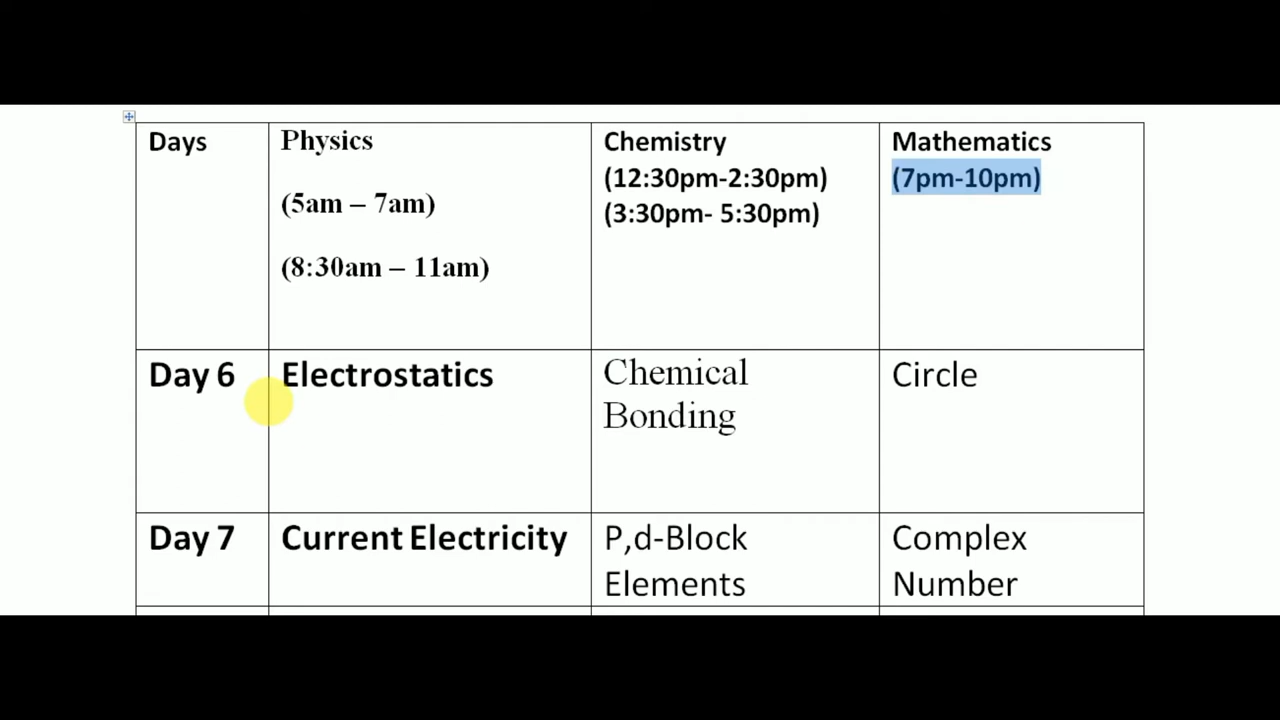 Days
Physics
(5am – 7am)
(8:30am – 11am)
Chemistry
(12:30pm-2:30pm)
(3:30pm- 5:30pm)
Mathematics
(7pm-10pm)
Day 6
Electrostatics
Chemical
Bonding
Circle
Day 7
Current Electricity
P,d-Block
Elements
Complex
Number